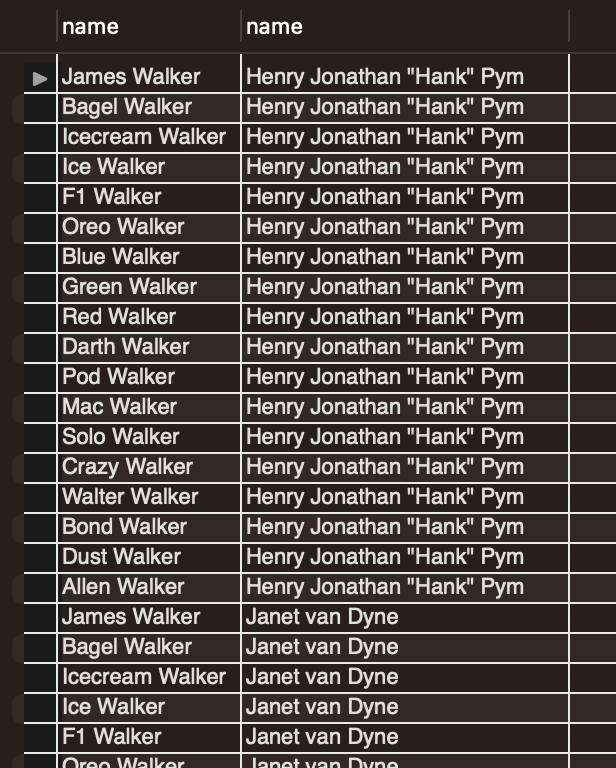 name name
James Walker Henry Jonathan "Hank" Pym
Bagel Walker Henry Jonathan "Hank" Pym
Icecream Walker Henry Jonathan "Hank" Pym
Ice Walker Henry Jonathan "Hank" Pym
F1 Walker Henry Jonathan "Hank" Pym
Oreo Walker Henry Jonathan "Hank" Pym
Blue Walker Henry Jonathan "Hank" Pym
Green Walker Henry Jonathan "Hank" Pym
Red Walker Henry Jonathan "Hank" Pym
Darth Walker Henry Jonathan "Hank" Pym
Pod Walker Henry Jonathan "Hank" Pym
Mac Walker Henry Jonathan "Hank" Pym
Solo Walker Henry Jonathan "Hank" Pym
Crazy Walker Henry Jonathan "Hank" Pym
Walter Walker Henry Jonathan "Hank" Pym
Bond Walker Henry Jonathan "Hank" Pym
Dust Walker Henry Jonathan "Hank" Pym
Allen Walker Henry Jonathan "Hank" Pym
James Walker Janet van Dyne
Bagel Walker Janet van Dyne
Icecream Walker Janet van Dyne
Ice Walker Janet van Dyne
F1 Walker Janet van Dyne
Oreo Walker Janet van Dyne